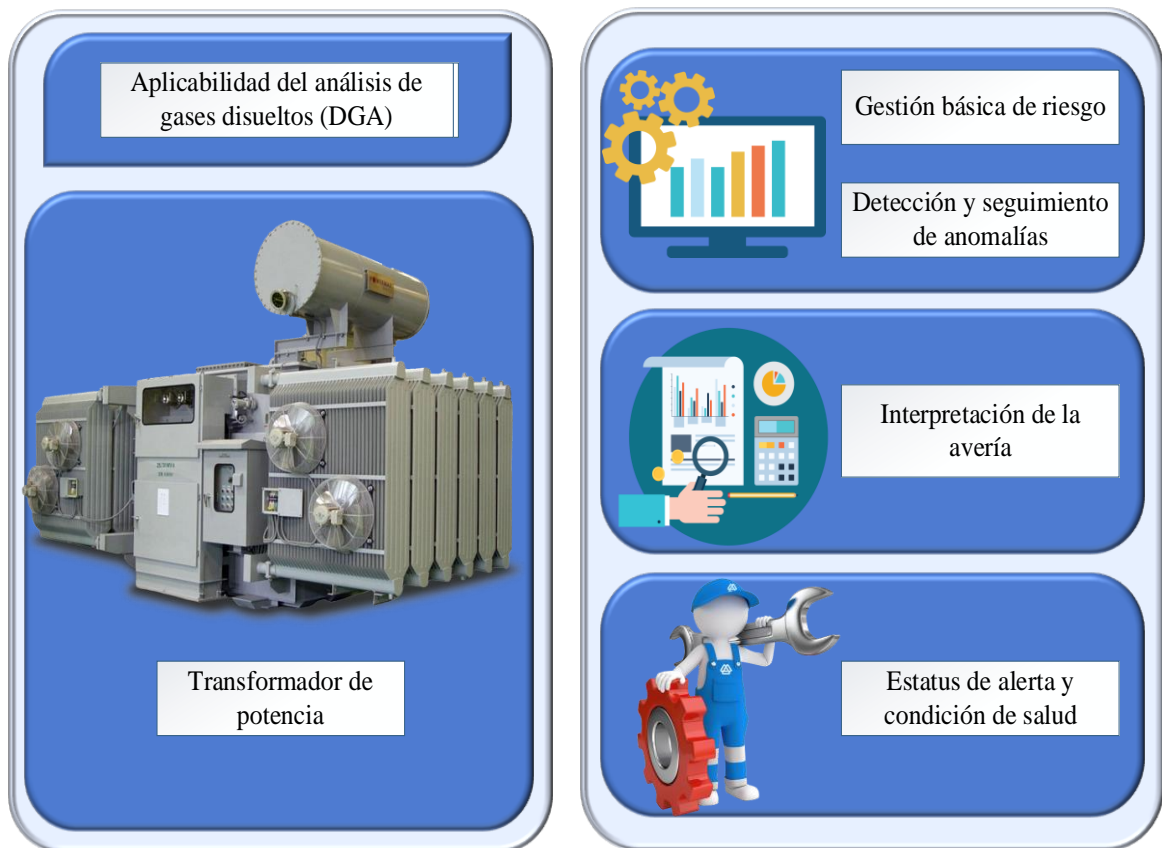 Aplicabilidad del análisis de
gases disueltos (DGA)
Transformador de
potencia
Gestión básica de riesgo
Detección y seguimiento
de anomalías
Interpretación de la
avería
Estatus de alerta y
condición de salud